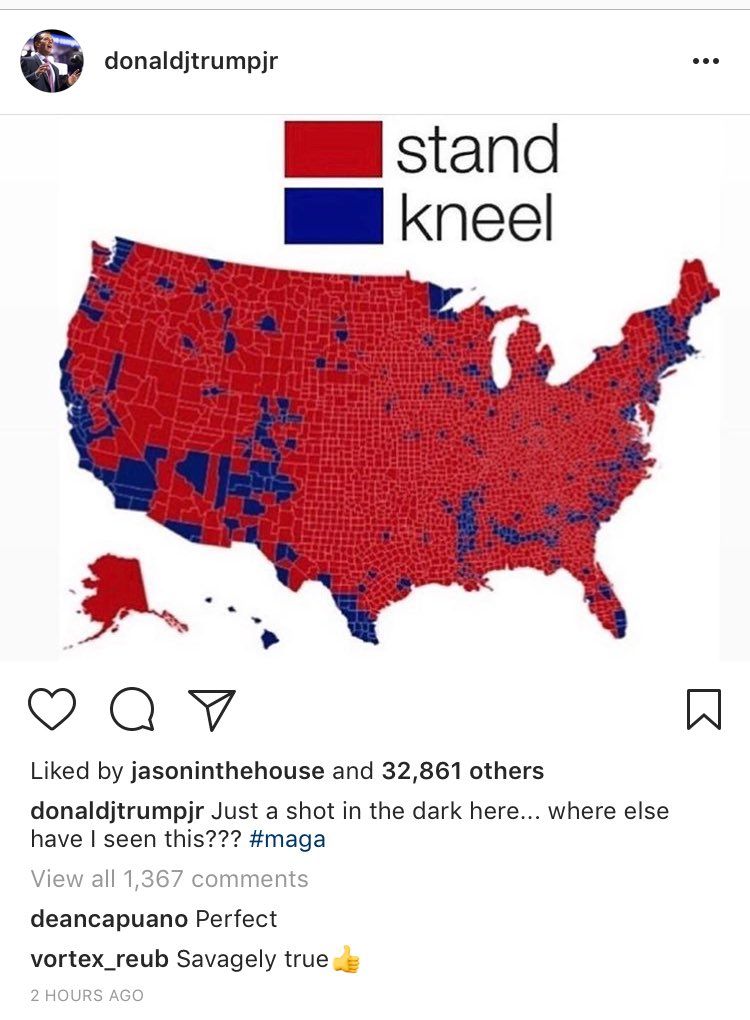 donaldjtrumpjr
stand
kneel
Liked by jasoninthehouse and 32,861 others
donaldjtrumpjr Just a shot in the dark here... where else
have I seen this??? #maga
View all 1,367 comments
deancapuano Perfect
vortex_reub Savagely true👍
2 HOURS AGO